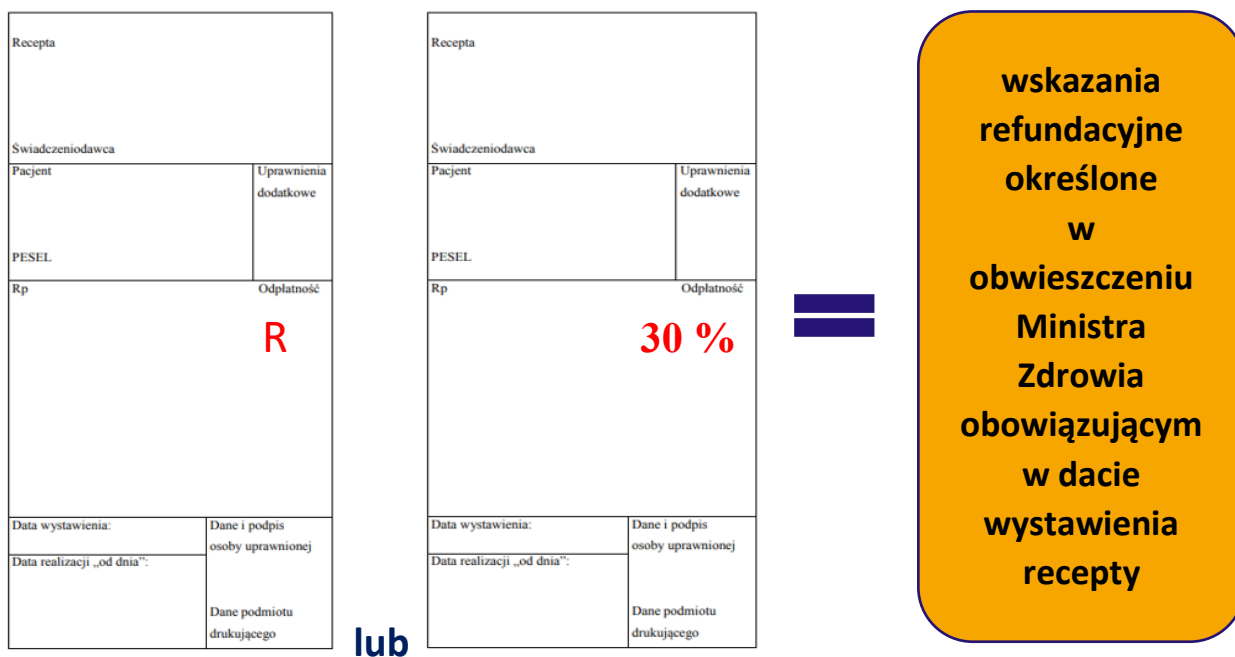 Recepta
Świadczeniodawca
Pacjent
Uprawnienia
dodatkowe
PESEL
Rp
Odpłatność
R
Data wystawienia:
Dane i podpis
osoby uprawnionej
Data realizacji „od dnia”:
Dane podmiotu
drukującego
lub
Recepta
Świadczeniodawca
Pacjent
Uprawnienia
dodatkowe
PESEL
Rp
Odpłatność
30 %
Data wystawienia:
Dane i podpis
osoby uprawnionej
Data realizacji „od dnia”:
Dane podmiotu
drukującego
wskazania
refundacyjne
określone
w
obwieszczeniu
Ministra
Zdrowia
obowiązującym
w dacie
wystawienia
recepty